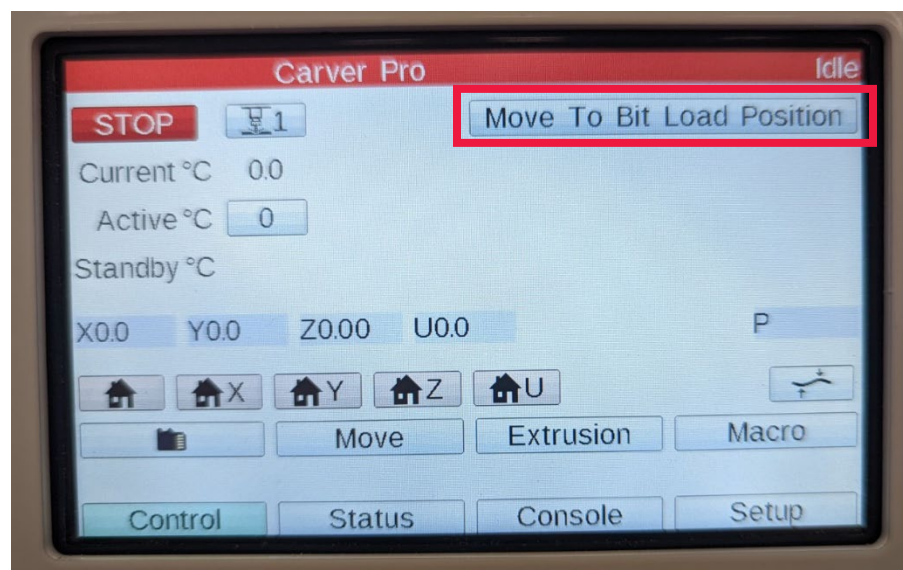 Carver Pro Idle
STOP 1 Move To Bit Load Position
Current °C 0.0
Active °C 0
Standby °C
X0.0 Y0.0 Z0.00 U0.0 P
X Y Z U
Move Extrusion Macro
Control Status Console Setup